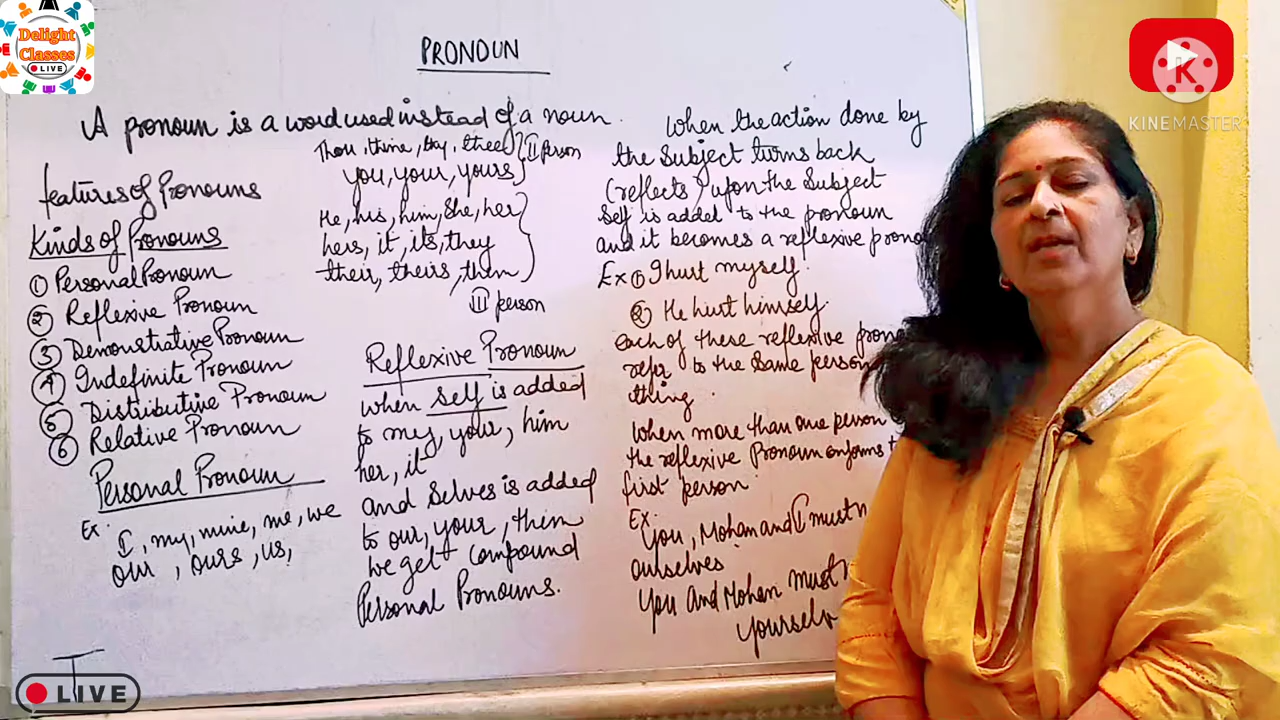 Delight
Classes
LIVE
KINEMASTER
PRONOUN
A pronoun is a word used instead of a noun.
features of Pronouns
Kinds of Pronouns
① Personal Pronoun
② Reflexive Pronoun
③ Demonstrative Pronoun
④ Indefinite Pronoun
⑤ Distributive Pronoun
⑥ Relative Pronoun
Personal Pronoun
Ex.
I, my, mine, me, we
our, ours, us,
Thou, thine, thy, thee
II person
you, your, yours
He, his, him, She, her
hers, it, its, they
their, theirs, them
III person
Reflexive Pronoun
when self is added
to my, your, him
her, it
and selves is added
to our, your, them
we get compound
Personal Pronouns.
When the action done by
the Subject turns back
(reflects) upon the Subject
self is added to the pronoun
and it becomes a reflexive
Ex ① I hurt myself.
② He hurt himself.
each of these reflexive
refer to the same person
thing.
When more than one person
the reflexive Pronoun conforms
first person.
Ex.
You, Mohan and I must
ourselves
You and Mohan must
LIVE